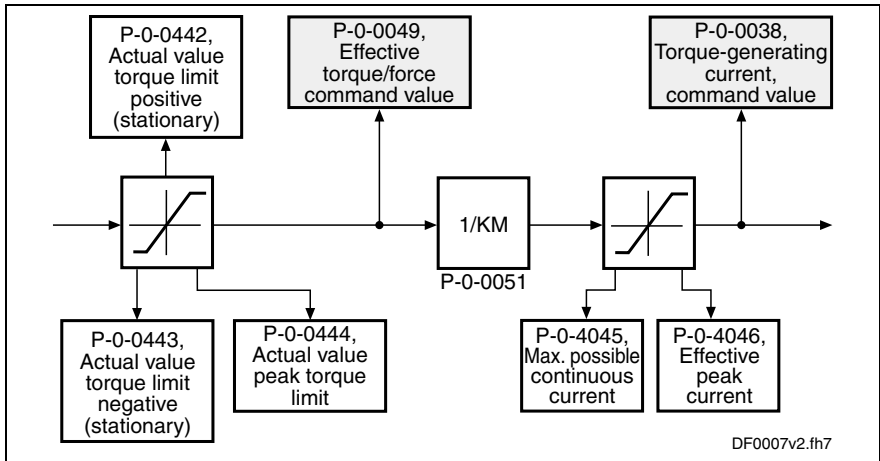 P-0-0442,
Actual value
torque limit
positive
(stationary)
P-0-0049,
Effective
torque/force
command value
P-0-0038,
Torque-generating
current,
command value
1/KM
P-0-0051
P-0-0443,
Actual value
torque limit
negative
(stationary)
P-0-0444,
Actual value
peak torque
limit
P-0-4045,
Max. possible
continuous
current
P-0-4046,
Effective
peak
current
DF0007v2.fh7